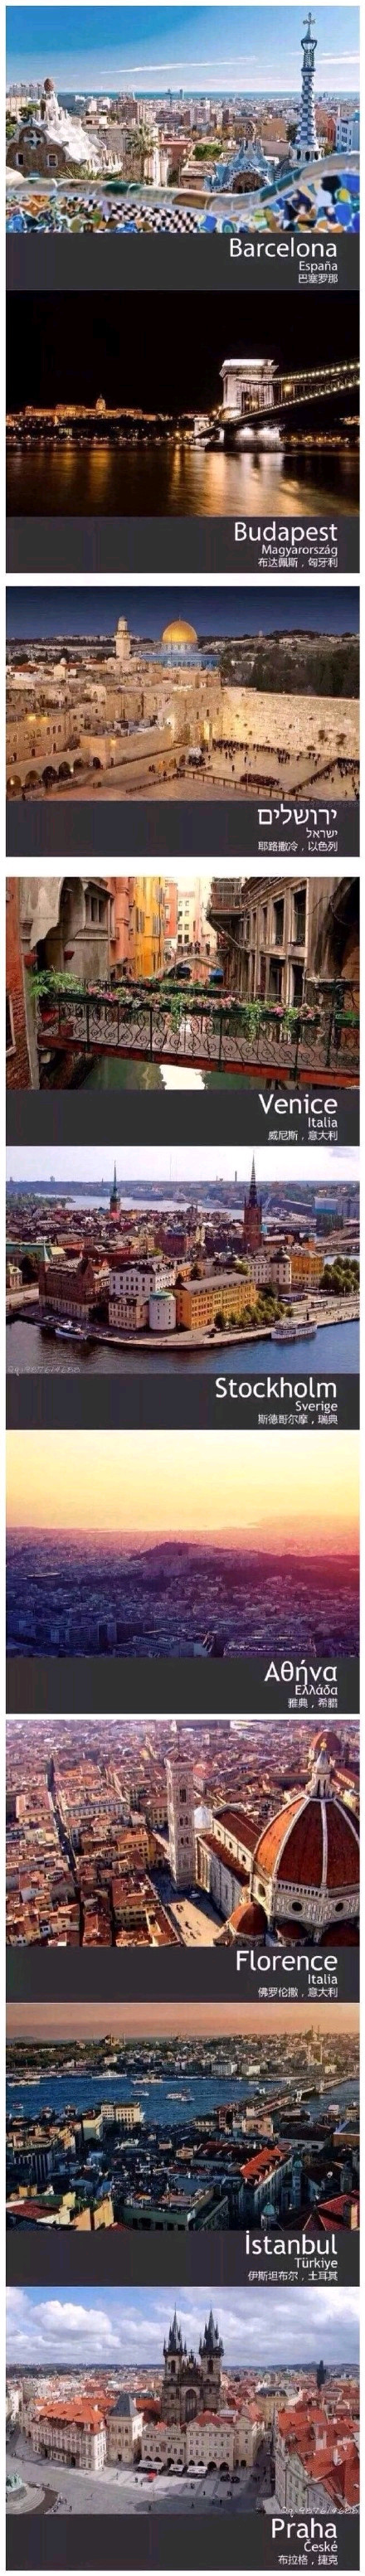 Barcelona
España
巴塞罗那
Budapest
Magyarország
布达佩斯，匈牙利
ירושלים
ישראל
耶路撒冷，以色列
Venice
Italia
威尼斯，意大利
Stockholm
Sverige
斯德哥尔摩，瑞典
Αθήνα
Ελλάδα
雅典，希腊
Florence
Italia
佛罗伦撒，意大利
İstanbul
Türkiye
伊斯坦布尔，土耳其
Praha
České
布拉格，捷克